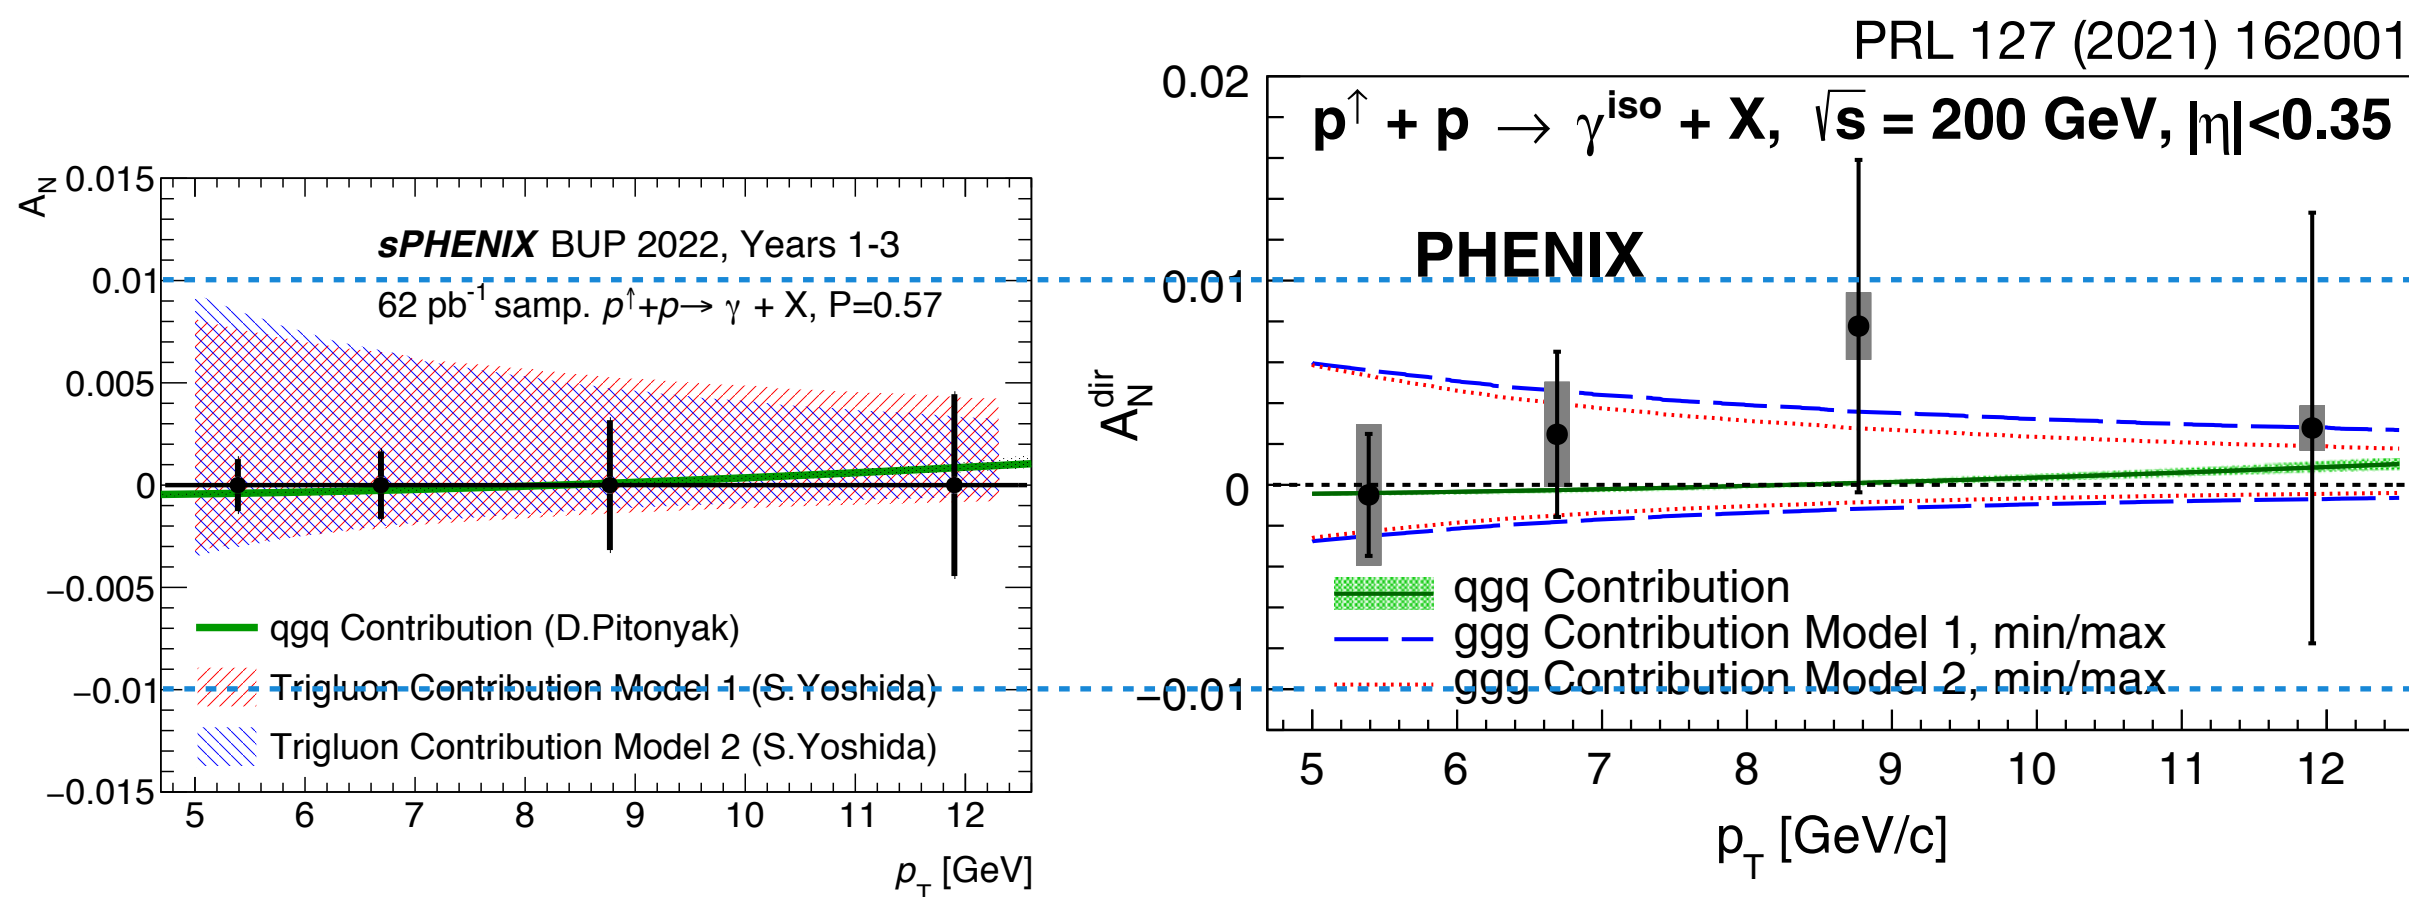 PRL 127 (2021) 162001
A_N
0.015
0.01
0.005
0
−0.005
−0.01
−0.015
sPHENIX BUP 2022, Years 1-3
62 pb^-1 samp. p^↑+p→ γ + X, P=0.57
qgq Contribution (D.Pitonyak)
Trigluon Contribution Model 1 (S.Yoshida)
Trigluon Contribution Model 2 (S.Yoshida)
5 6 7 8 9 10 11 12
p_T [GeV]
A_N^dir
0.02
0.01
0
−0.01
p^↑ + p → γ^iso + X, √s = 200 GeV, |η|<0.35
PHENIX
qgq Contribution
ggg Contribution Model 1, min/max
ggg Contribution Model 2, min/max
5 6 7 8 9 10 11 12
p_T [GeV/c]